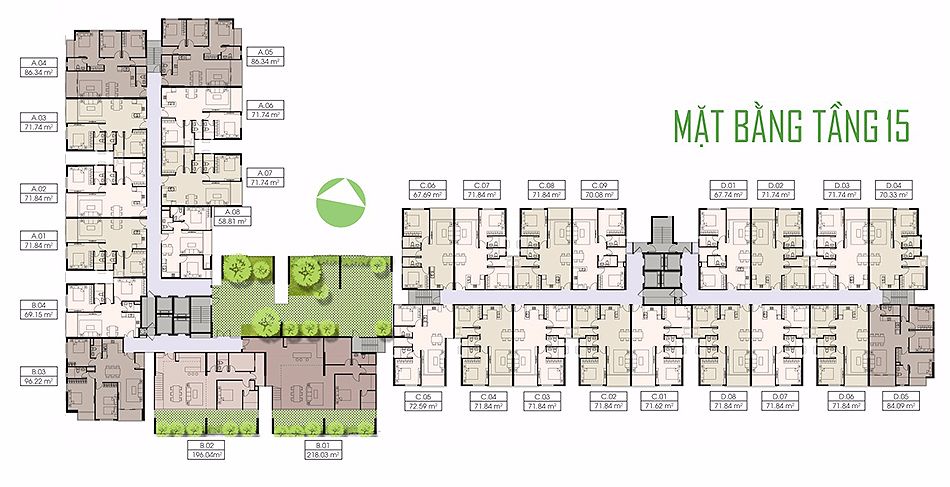 A.04
86.34 m²
A.05
86.34 m²
A.03
71.74 m²
A.06
71.74 m²
MẶT BẰNG TẦNG 15
A.02
71.84 m²
A.07
71.74 m²
A.01
71.84 m²
A.08
58.81 m²
C.06
67.69 m²
C.07
71.84 m²
C.08
71.84 m²
C.09
70.08 m²
D.01
67.74 m²
D.02
71.74 m²
D.03
71.74 m²
D.04
70.33 m²
B.04
69.15 m²
B.03
96.22 m²
B.02
196.04m²
B.01
218.03 m²
C.05
72.59 m²
C.04
71.84 m²
C.03
71.84 m²
C.02
71.84 m²
C.01
71.62 m²
D.08
71.84 m²
D.07
71.84 m²
D.06
71.84 m²
D.05
84.09 m²